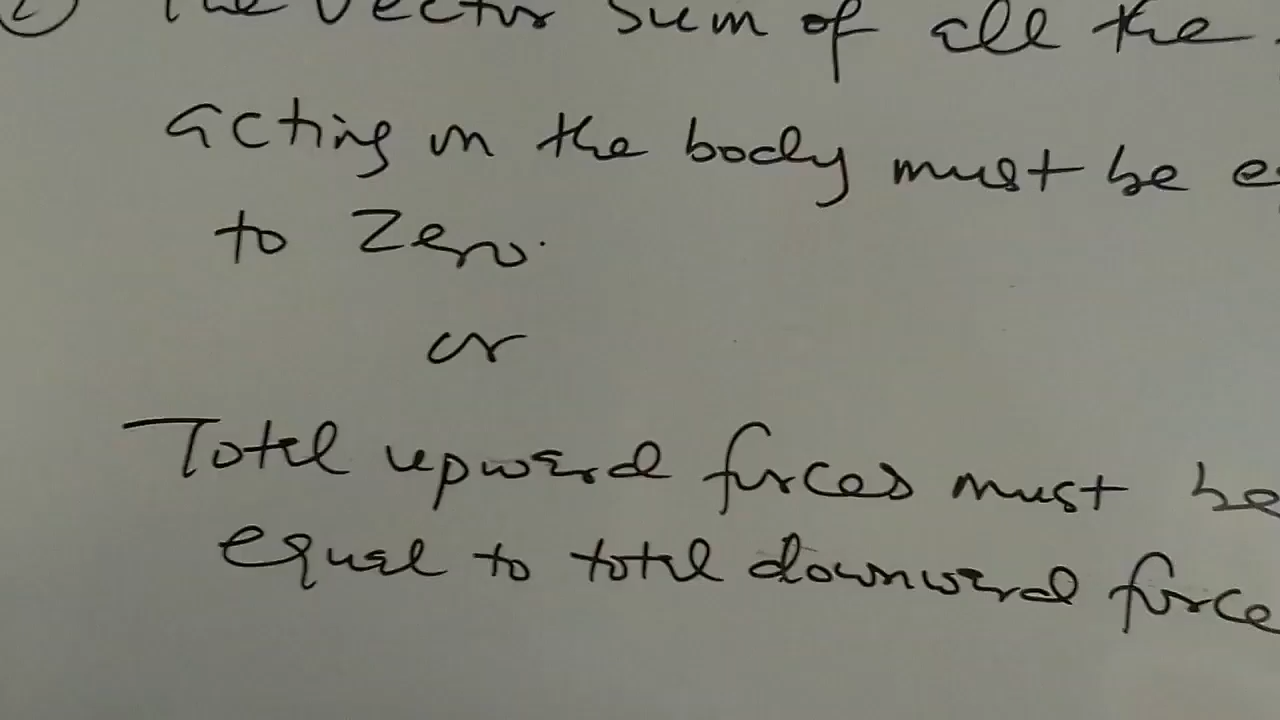 The vector sum of all the
acting on the body must be
to zero.
or
Total upward forces must be
equal to total downward force